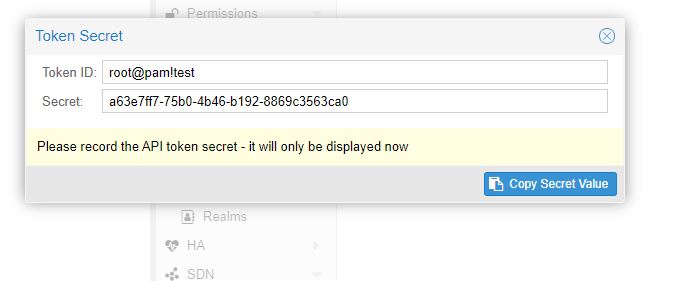 Permissions
Token Secret
Token ID: root@pam!test
Secret: a63e7ff7-75b0-4b46-b192-8869c3563ca0
Please record the API token secret - it will only be displayed now
Copy Secret Value
Realms
HA
SDN